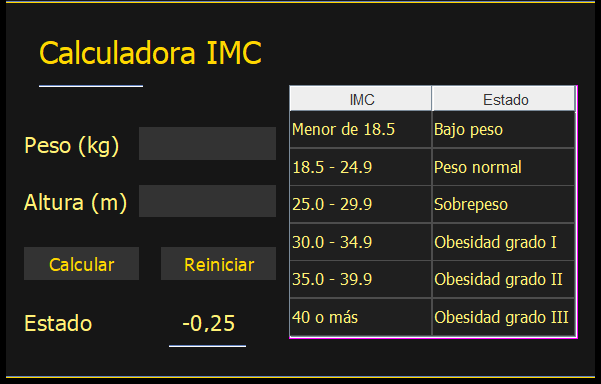 Calculadora IMC
Peso (kg)
Altura (m)
Calcular Reiniciar
Estado -0,25
IMC Estado
Menor de 18.5 Bajo peso
18.5 - 24.9 Peso normal
25.0 - 29.9 Sobrepeso
30.0 - 34.9 Obesidad grado I
35.0 - 39.9 Obesidad grado II
40 o más Obesidad grado III